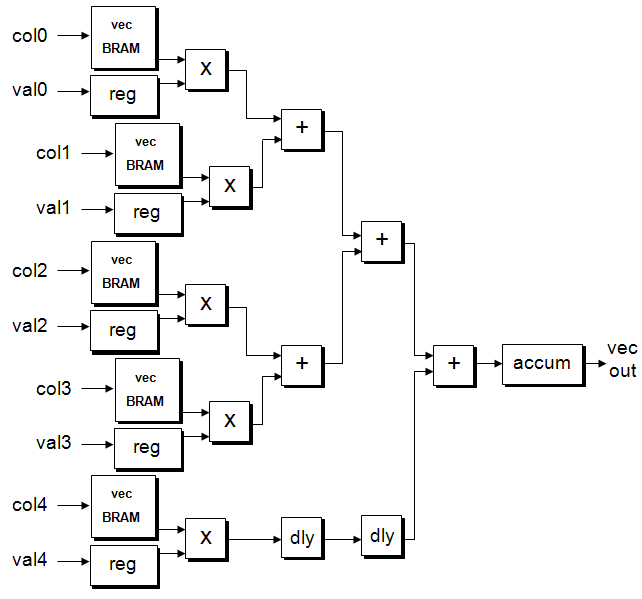 col0
vec
BRAM
X
val0
reg
+
col1
vec
BRAM
X
val1
reg
+
col2
vec
BRAM
X
val2
reg
+
col3
vec
BRAM
X
val3
reg
+
accum
vec
out
col4
vec
BRAM
X
dly
dly
val4
reg